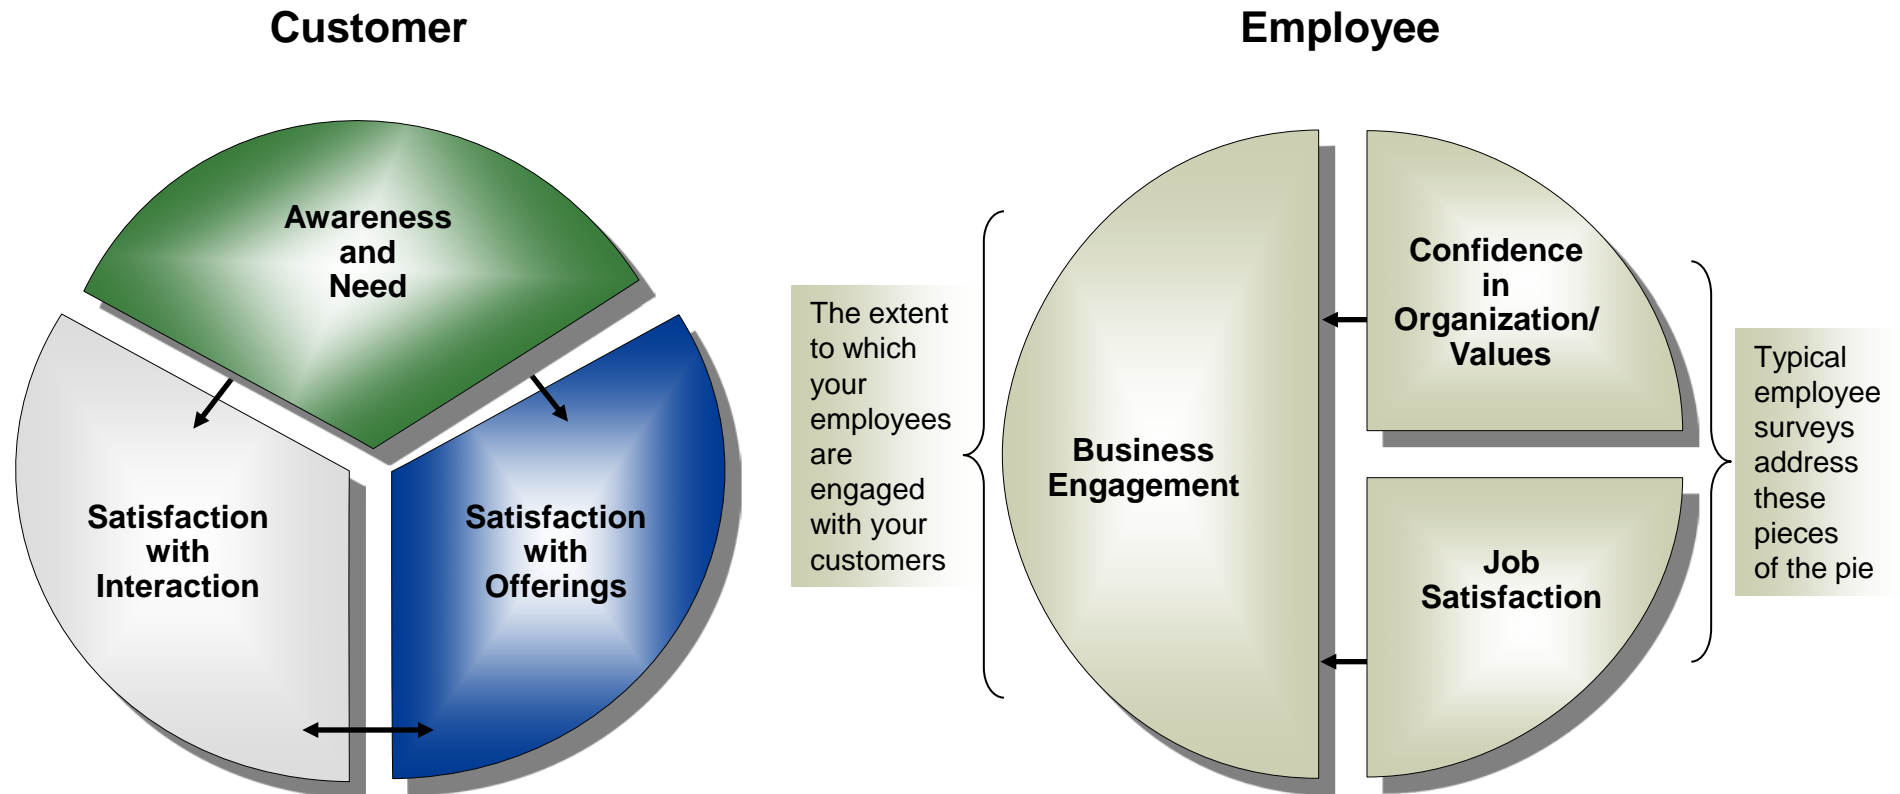 Customer
Employee
Awareness
and
Need
Satisfaction
with
Interaction
Satisfaction
with
Offerings
The extent
to which
your
employees
are
engaged
with your
customers
Business
Engagement
Confidence
in
Organization/
Values
Job
Satisfaction
Typical
employee
surveys
address
these
pieces
of the pie